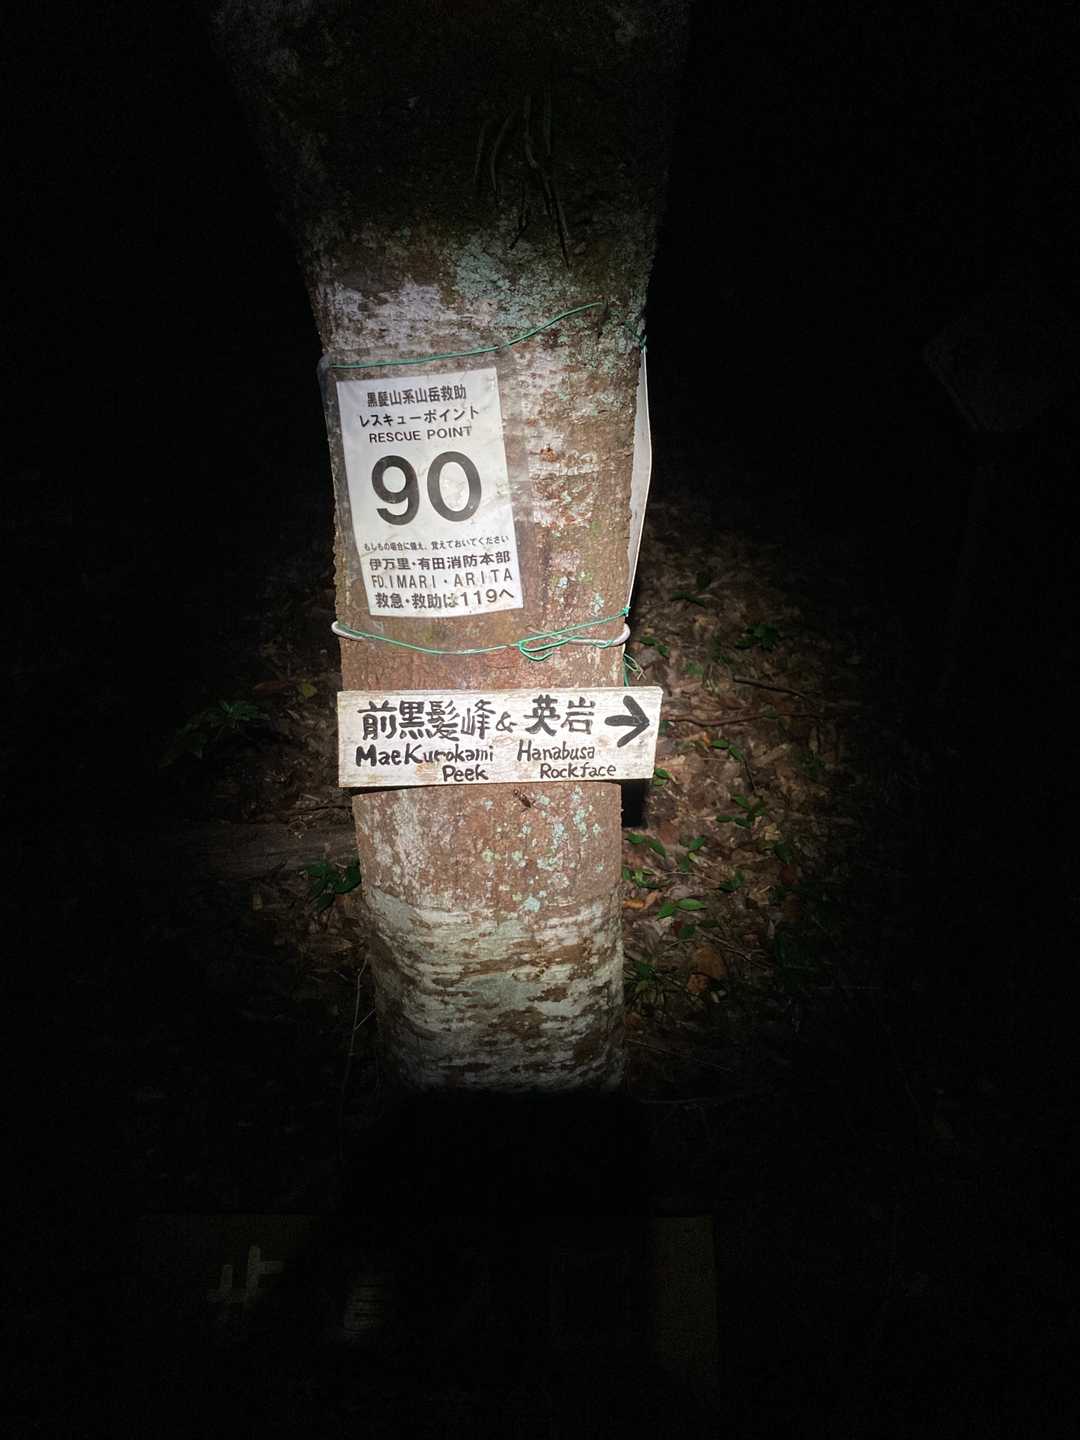 黒髪山系山岳救助
レスキューポイント
RESCUE POINT
90
もしもの場合に備え、覚えておいてください
伊万里・有田消防本部
FD.IMARI・ARITA
救急・救助は119へ
前黒髪峰&英岩→
MaeKurokami Hanabusa
Peek Rockface